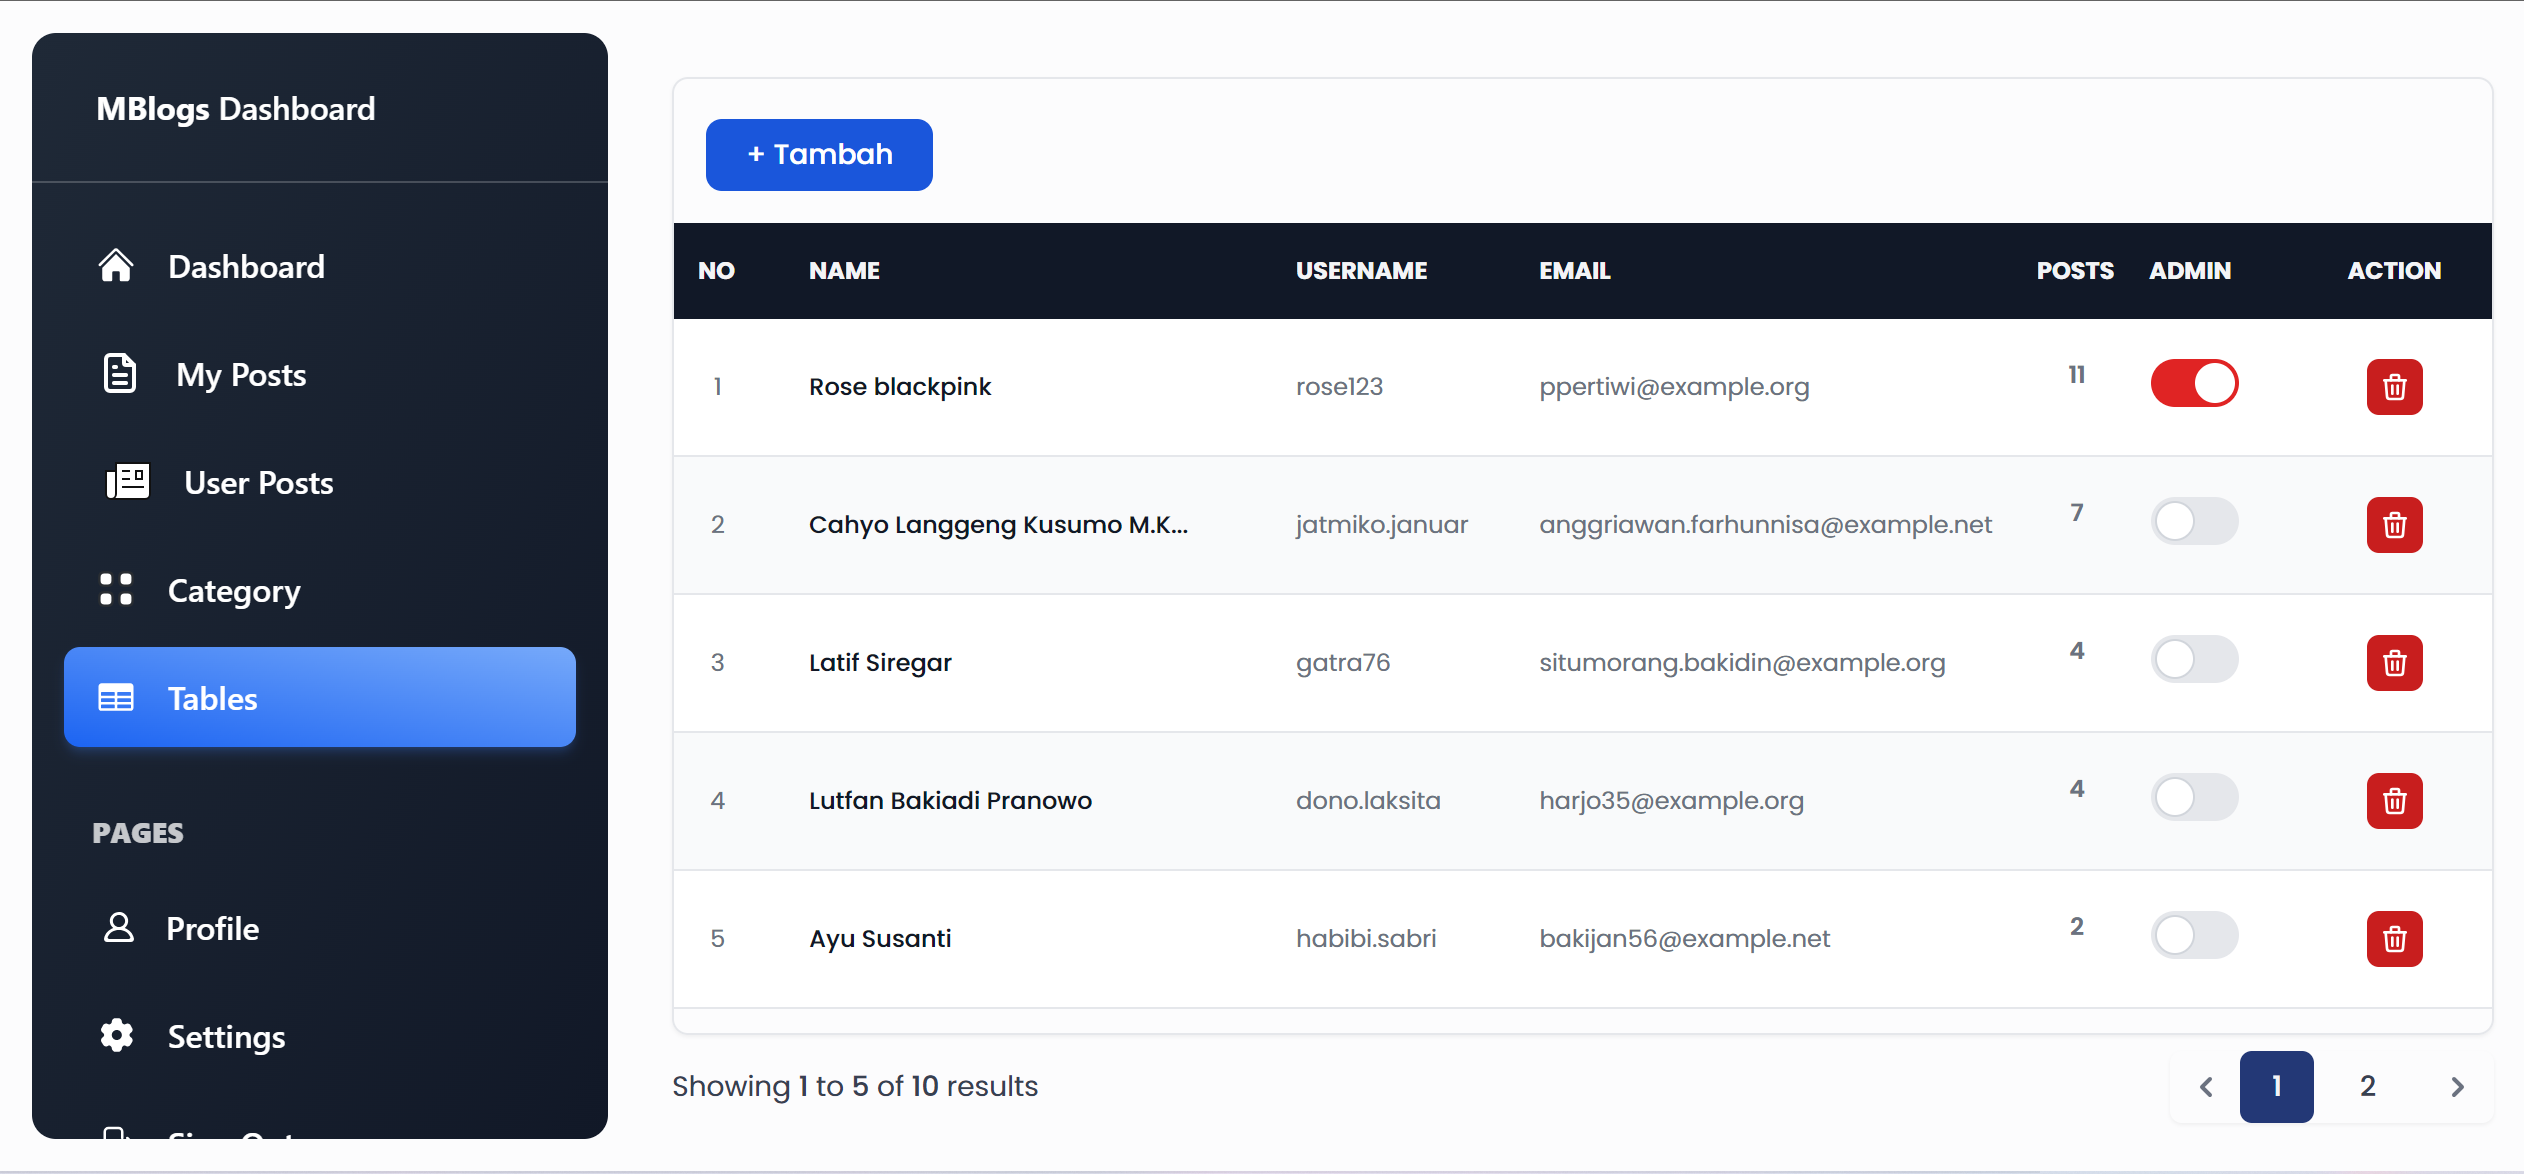 MBlogs Dashboard
Dashboard
My Posts
User Posts
Category
Tables
PAGES
Profile
Settings
Sign Out
+ Tambah
NO NAME USERNAME EMAIL POSTS ADMIN ACTION
1 Rose blackpink rose123 ppertiwi@example.org 11
2 Cahyo Langgeng Kusumo M.K... jatmiko.januar anggriawan.farhunnisa@example.net 7
3 Latif Siregar gatra76 situmorang.bakidin@example.org 4
4 Lutfan Bakiadi Pranowo dono.laksita harjo35@example.org 4
5 Ayu Susanti habibi.sabri bakijan56@example.net 2
Showing 1 to 5 of 10 results
1 2